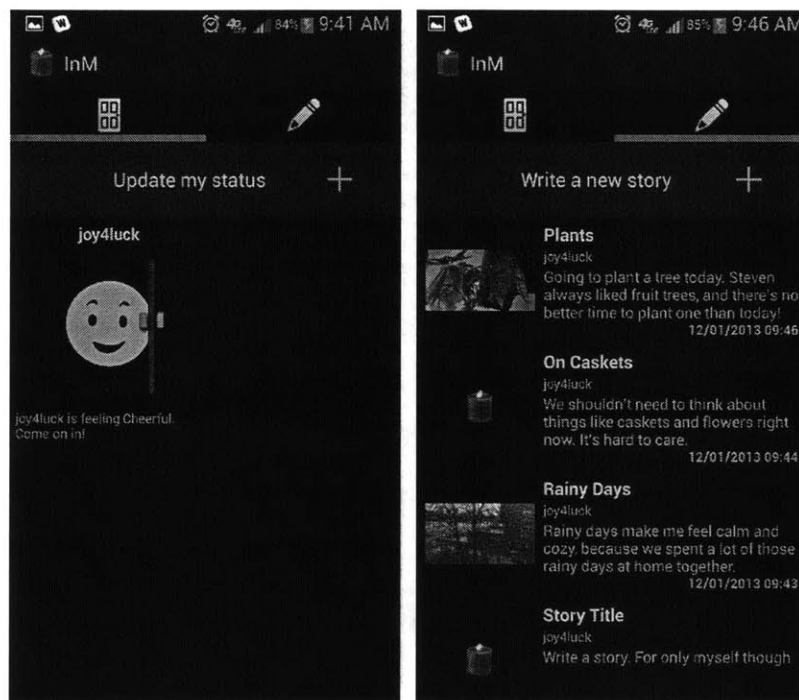 84% 9:41 AM
InM
Update my status
joy4luck
joy4luck is feeling Cheerful.
Come on in!
85% 9:46 AM
InM
Write a new story
Plants
joy4luck
Going to plant a tree today. Steven
always liked fruit trees, and there's no
better time to plant one than today!
12/01/2013 09:46
On Caskets
joy4luck
We shouldn't need to think about
things like caskets and flowers right
now. It's hard to care.
12/01/2013 09:44
Rainy Days
joy4luck
Rainy days make me feel calm and
cozy, because we spent a lot of those
rainy days at home together.
12/01/2013 09:43
Story Title
joy4luck
Write a story. For only myself though